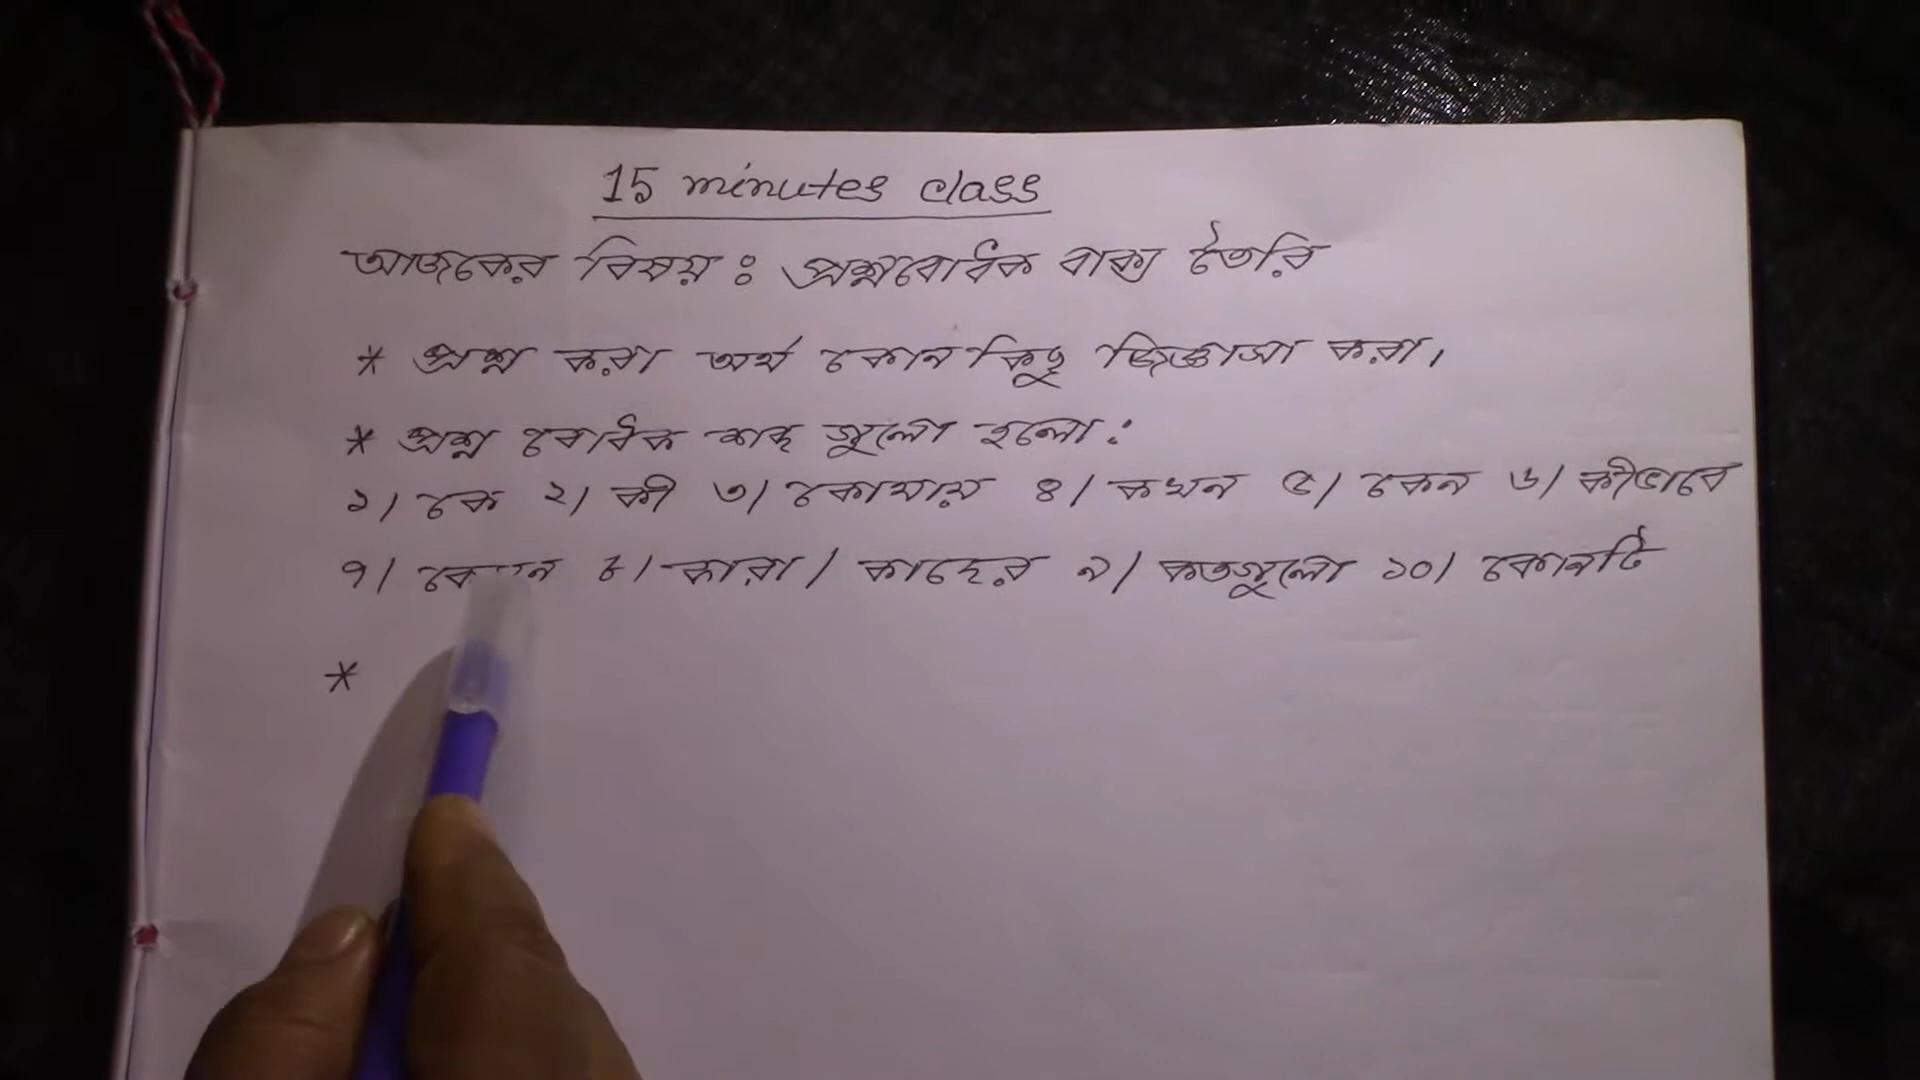 15 minutes class
আজকের বিষয়ঃ প্রশ্নবোধক বাক্য তৈরি
* প্রশ্ন করা অর্থ কোন কিছু জিজ্ঞাসা করা।
* প্রশ্ন বোধক শব্দ গুলো হলো:
১/ কে ২/ কী ৩/ কোথায় ৪/ কখন ৫/ কেন ৬/ কীভাবে
৭/ ৮/ কারা/ কাদের ৯/ কতগুলো ১০/ কোনটি
*